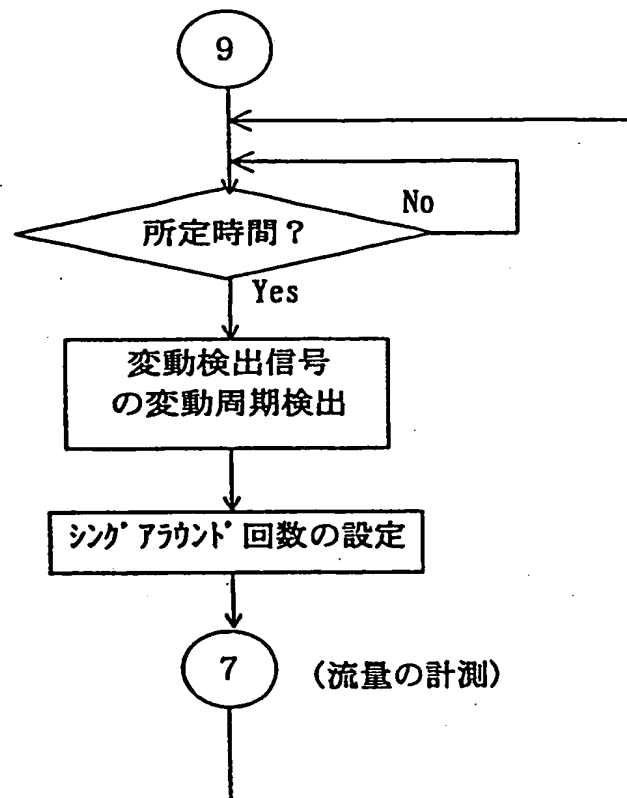 9
No
所定時間？
Yes
変動検出信号
の変動周期検出
ｼﾝｸﾞｱﾗｳﾝﾄﾞ回数の設定
7
(流量の計測)